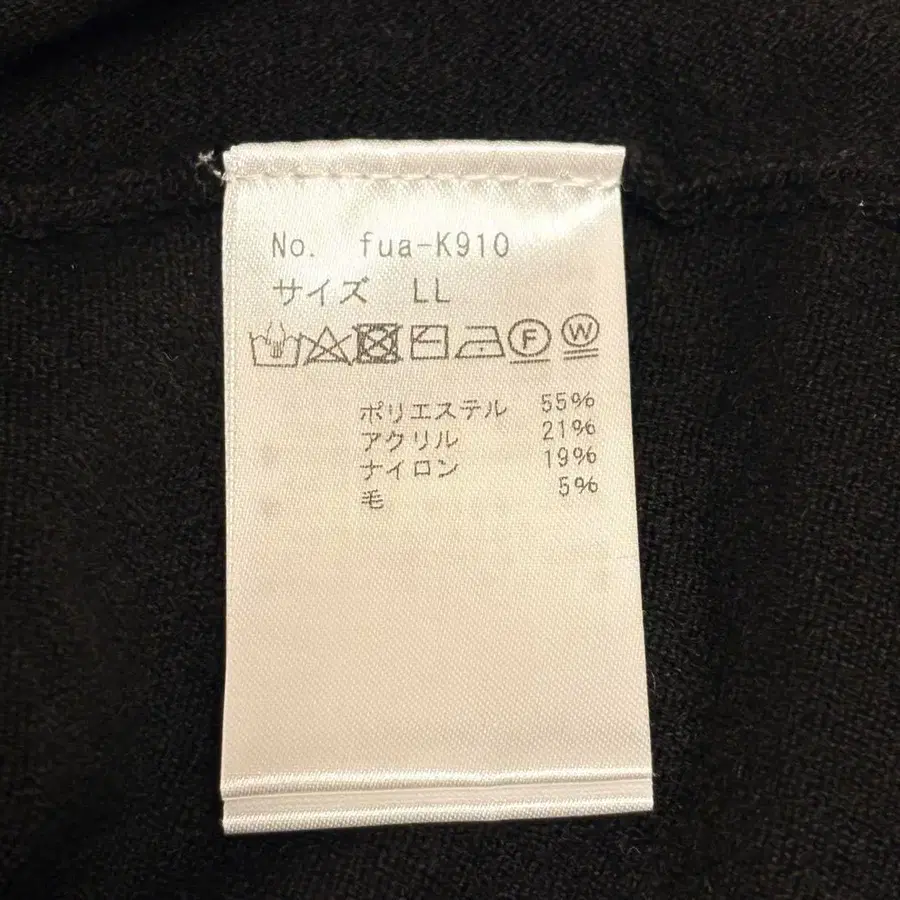 No. fua-K910
サイズ LL
F W
ポリエステル 55%
アクリル 21%
ナイロン 19%
毛 5%